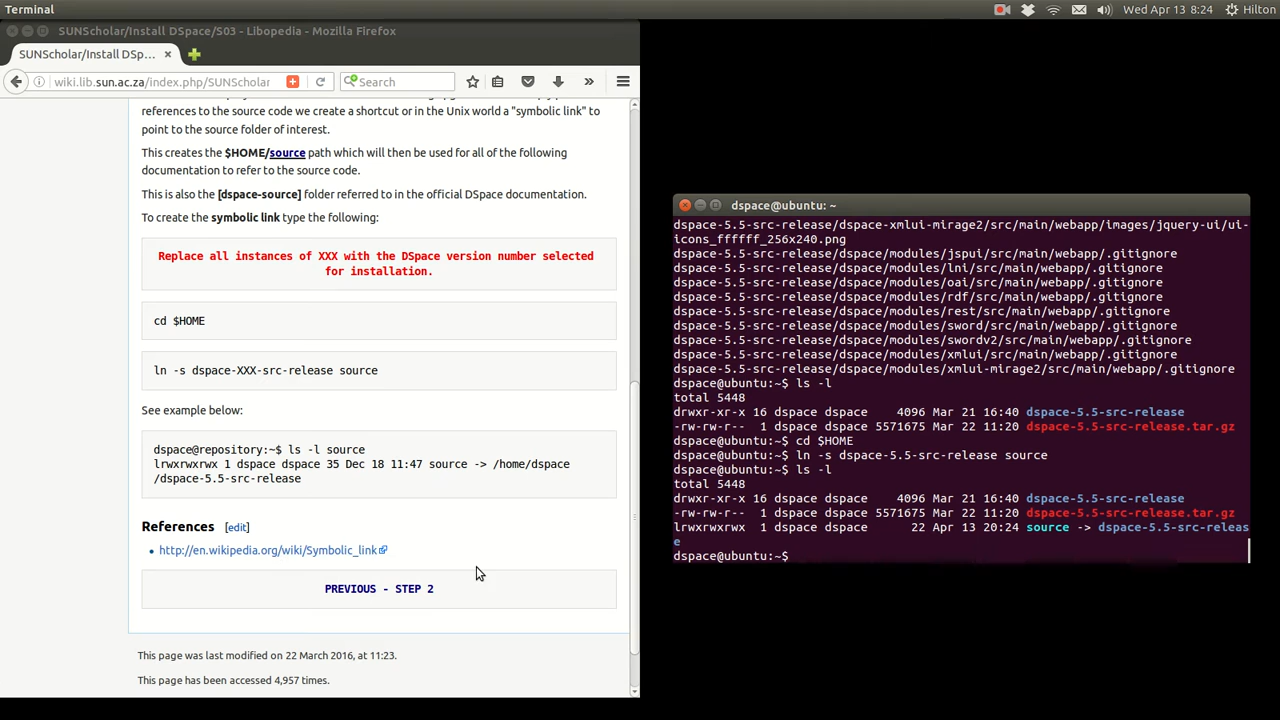 Terminal
Wed Apr 13 8:24 Hilton
SUNScholar/Install DSpace/S03 - Libopedia - Mozilla Firefox
SUNScholar/Install DSp...
wiki.lib.sun.ac.za/index.php/SUNScholar
Search
references to the source code we create a shortcut or in the Unix world a "symbolic link" to
point to the source folder of interest.
This creates the $HOME/source path which will then be used for all of the following
documentation to refer to the source code.
This is also the [dspace-source] folder referred to in the official DSpace documentation.
To create the symbolic link type the following:
Replace all instances of XXX with the DSpace version number selected
for installation.
cd $HOME
ln -s dspace-XXX-src-release source
See example below:
dspace@repository:~$ ls -l source
lrwxrwxrwx 1 dspace dspace 35 Dec 18 11:47 source -> /home/dspace
/dspace-5.5-src-release
References [edit]
http://en.wikipedia.org/wiki/Symbolic_link
PREVIOUS - STEP 2
This page was last modified on 22 March 2016, at 11:23.
This page has been accessed 4,957 times.
dspace@ubuntu: ~
dspace-5.5-src-release/dspace-xmlui-mirage2/src/main/webapp/images/jquery-ui/ui-
icons_ffffff_256x240.png
dspace-5.5-src-release/dspace/modules/jspui/src/main/webapp/.gitignore
dspace-5.5-src-release/dspace/modules/lni/src/main/webapp/.gitignore
dspace-5.5-src-release/dspace/modules/oai/src/main/webapp/.gitignore
dspace-5.5-src-release/dspace/modules/rdf/src/main/webapp/.gitignore
dspace-5.5-src-release/dspace/modules/rest/src/main/webapp/.gitignore
dspace-5.5-src-release/dspace/modules/sword/src/main/webapp/.gitignore
dspace-5.5-src-release/dspace/modules/swordv2/src/main/webapp/.gitignore
dspace-5.5-src-release/dspace/modules/xmlui/src/main/webapp/.gitignore
dspace-5.5-src-release/dspace/modules/xmlui-mirage2/src/main/webapp/.gitignore
dspace@ubuntu:~$ ls -l
total 5448
drwxr-xr-x 16 dspace dspace 4096 Mar 21 16:40 dspace-5.5-src-release
-rw-rw-r-- 1 dspace dspace 5571675 Mar 22 11:20 dspace-5.5-src-release.tar.gz
dspace@ubuntu:~$ cd $HOME
dspace@ubuntu:~$ ln -s dspace-5.5-src-release source
dspace@ubuntu:~$ ls -l
total 5448
drwxr-xr-x 16 dspace dspace 4096 Mar 21 16:40 dspace-5.5-src-release
-rw-rw-r-- 1 dspace dspace 5571675 Mar 22 11:20 dspace-5.5-src-release.tar.gz
lrwxrwxrwx 1 dspace dspace 22 Apr 13 20:24 source -> dspace-5.5-src-releas
e
dspace@ubuntu:~$